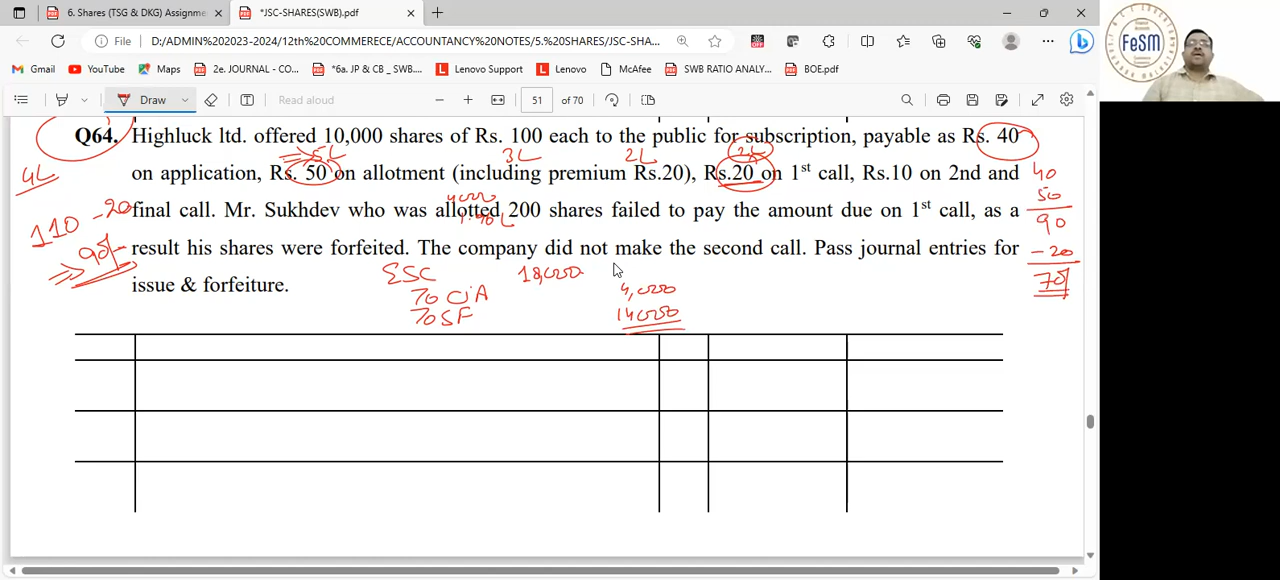 6. Shares (TSG & DKG) Assignme
*JSC-SHARES(SWB).pdf
File D:/ADMIN%202023-2024/12th%20COMMERECE/ACCOUNTANCY%20NOTES/5.%20SHARES/JSC-SHA...
Gmail YouTube Maps 2e. JOURNAL - CO... *6a. JP & CB _SWB.... Lenovo Support Lenovo McAfee SWB RATIO ANALY... BOE.pdf
FeSM
Draw Read aloud 51 of 70
Q64. Highluck ltd. offered 10,000 shares of Rs. 100 each to the public for subscription, payable as Rs. 40
5L 3L 2L 2L
4L
on application, Rs. 50 on allotment (including premium Rs.20), Rs.20 on 1st call, Rs.10 on 2nd and
40
50
4000
110 -20
final call. Mr. Sukhdev who was allotted 200 shares failed to pay the amount due on 1st call, as a
90
90/-
result his shares were forfeited. The company did not make the second call. Pass journal entries for
-20
70/-
issue & forfeiture.
ESC 18,000
70 CIA 4,000
70 SF 14000